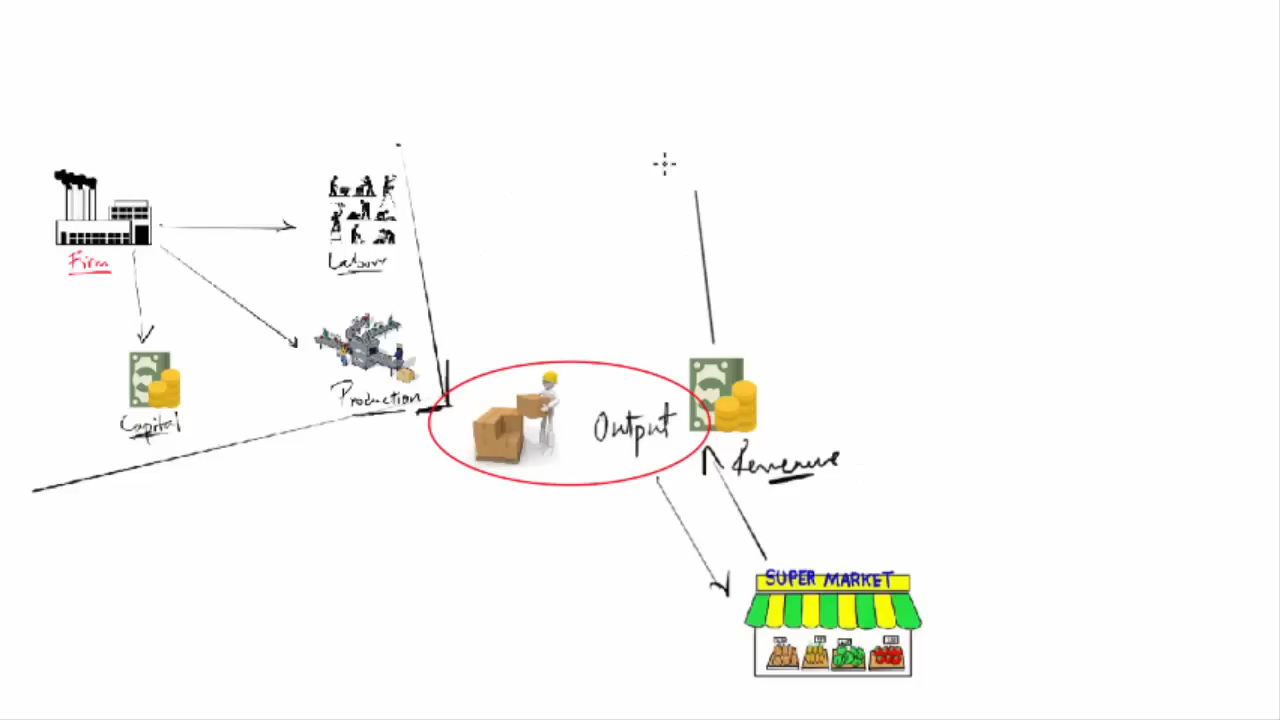 Firm
Labour
Capital
Production
Output
Revenue
SUPER MARKET